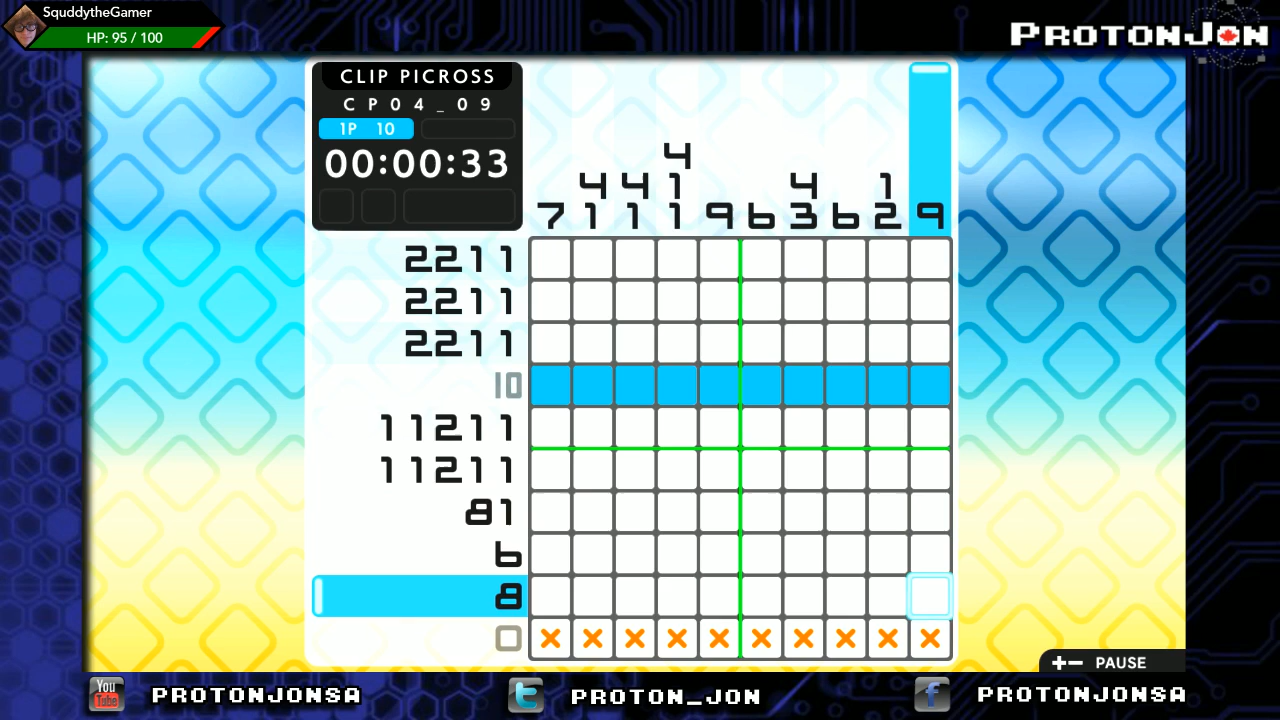 SquddytheGamer
HP: 95 / 100
PROTONJON
CLIP PICROSS
CP04_09
1P 10
00:00:33
4
4 4 1 4 1
7 1 1 1 9 6 3 6 2 9
2 2 1 1
2 2 1 1
2 2 1 1
10
1 1 2 1 1
1 1 2 1 1
8 1
6
8
0
+− PAUSE
You Tube PROTONJONSA
t PROTON_JON
f PROTONJONSA